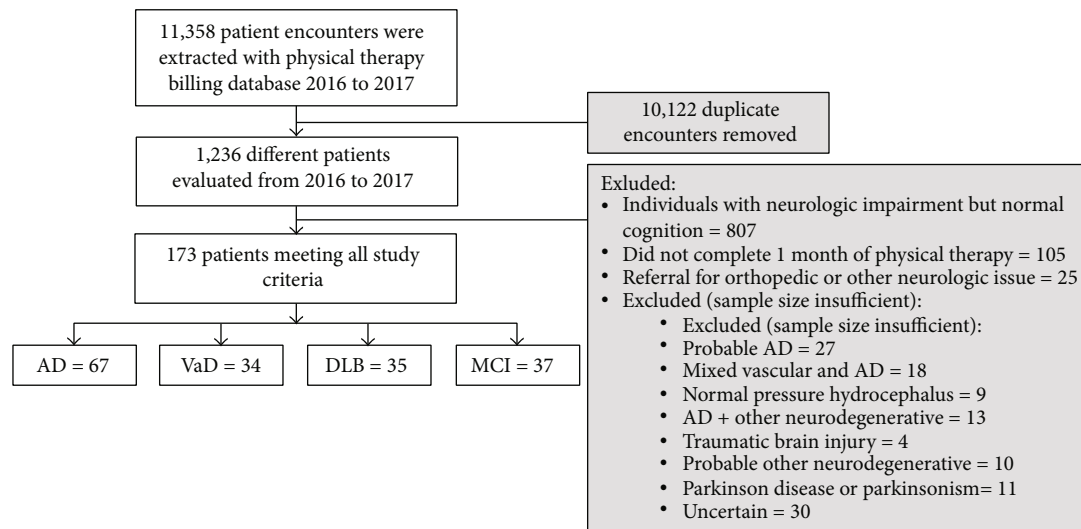 11,358 patient encounters were
extracted with physical therapy
billing database 2016 to 2017
10,122 duplicate
encounters removed
1,236 different patients
evaluated from 2016 to 2017
Exluded:
• Individuals with neurologic impairment but normal
cognition = 807
• Did not complete 1 month of physical therapy = 105
• Referral for orthopedic or other neurologic issue = 25
• Excluded (sample size insufficient):
• Excluded (sample size insufficient):
• Probable AD = 27
• Mixed vascular and AD = 18
• Normal pressure hydrocephalus = 9
• AD + other neurodegenerative = 13
• Traumatic brain injury = 4
• Probable other neurodegenerative = 10
• Parkinson disease or parkinsonism= 11
• Uncertain = 30
173 patients meeting all study
criteria
AD = 67
VaD = 34
DLB = 35
MCI = 37